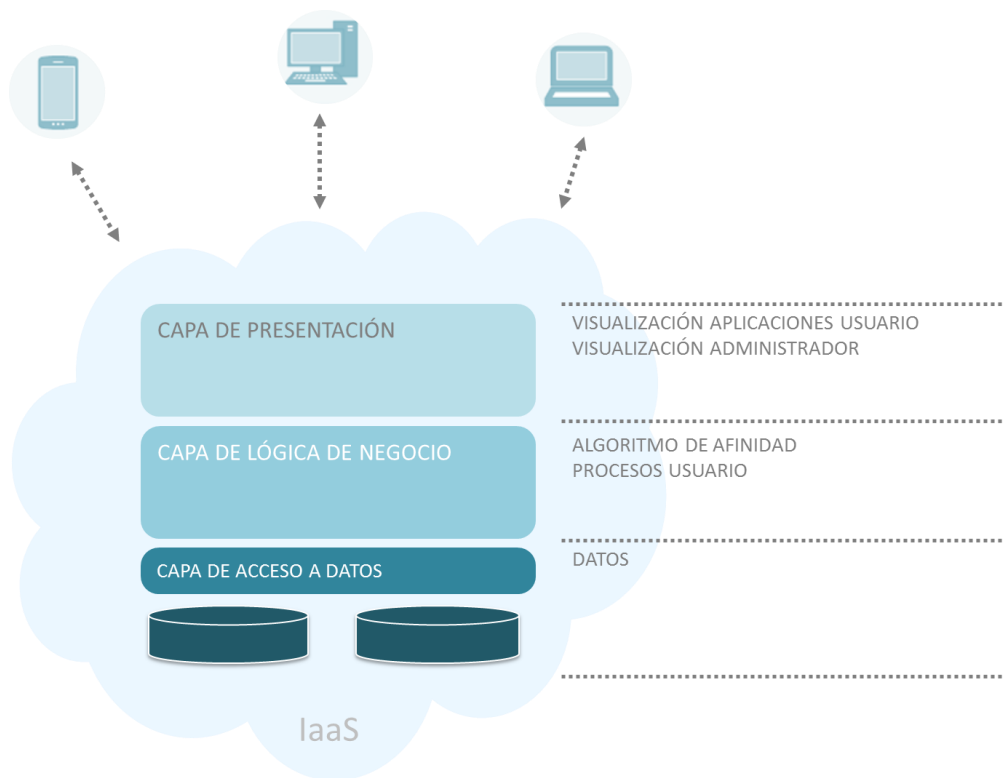 CAPA DE PRESENTACIÓN
VISUALIZACIÓN APLICACIONES USUARIO
VISUALIZACIÓN ADMINISTRADOR
CAPA DE LÓGICA DE NEGOCIO
ALGORITMO DE AFINIDAD
PROCESOS USUARIO
CAPA DE ACCESO A DATOS
DATOS
IaaS